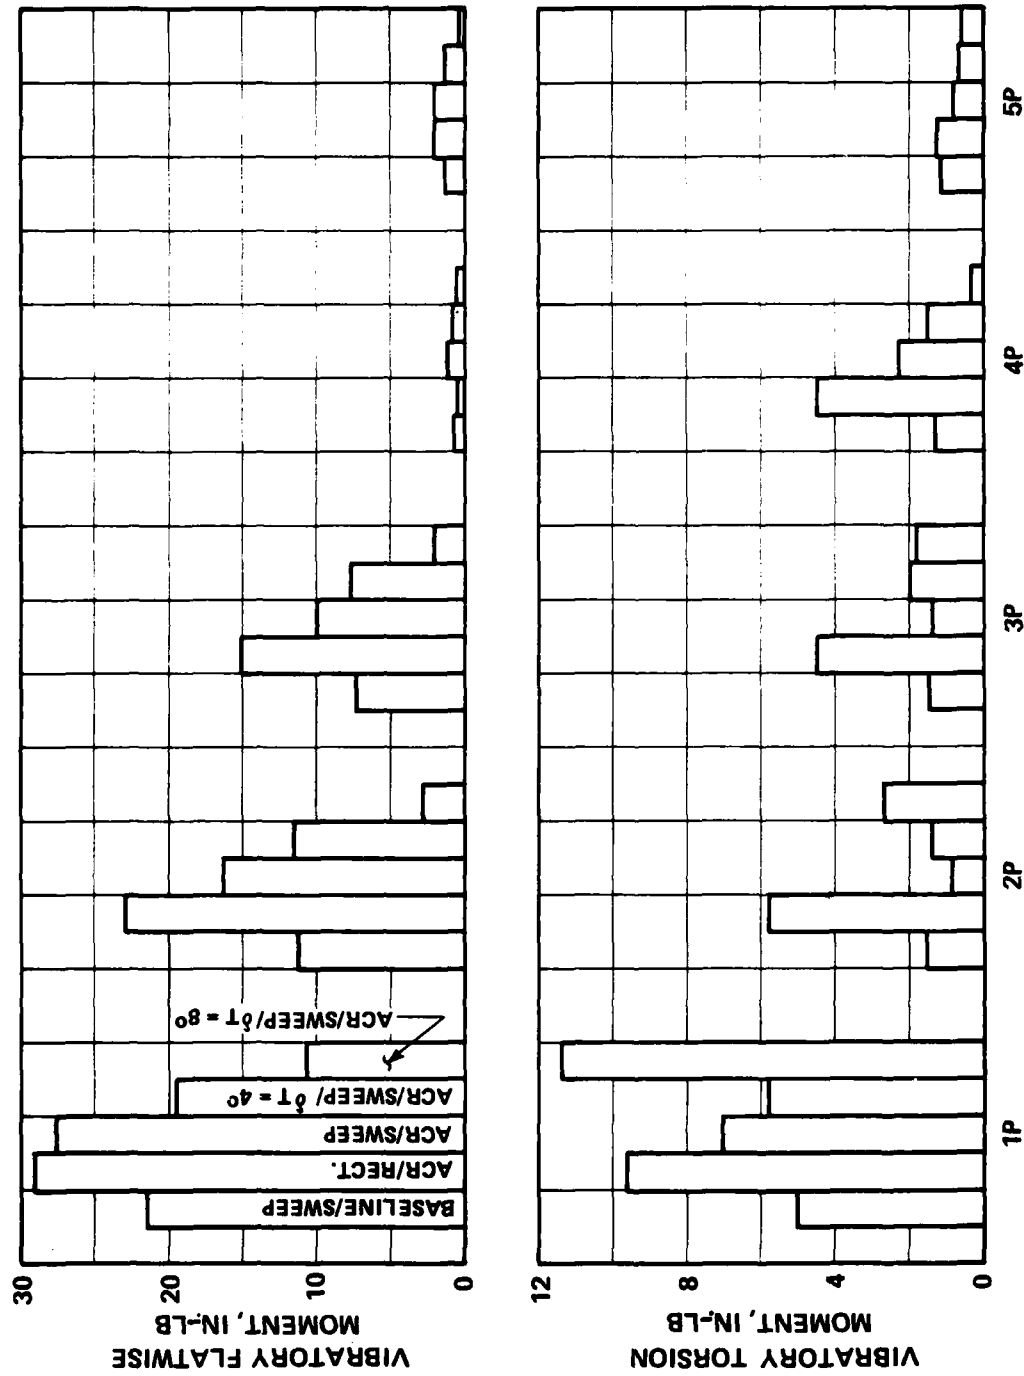 VIBRATORY FLATWISE
MOMENT, IN.-LB
30
20
10
0
BASELINE/SWEEP
ACR/RECT.
ACR/SWEEP
ACR/SWEEP/ δT = 4°
ACR/SWEEP/δT = 8°
VIBRATORY TORSION
MOMENT, IN.-LB
12
8
4
0
1P
2P
3P
4P
5P